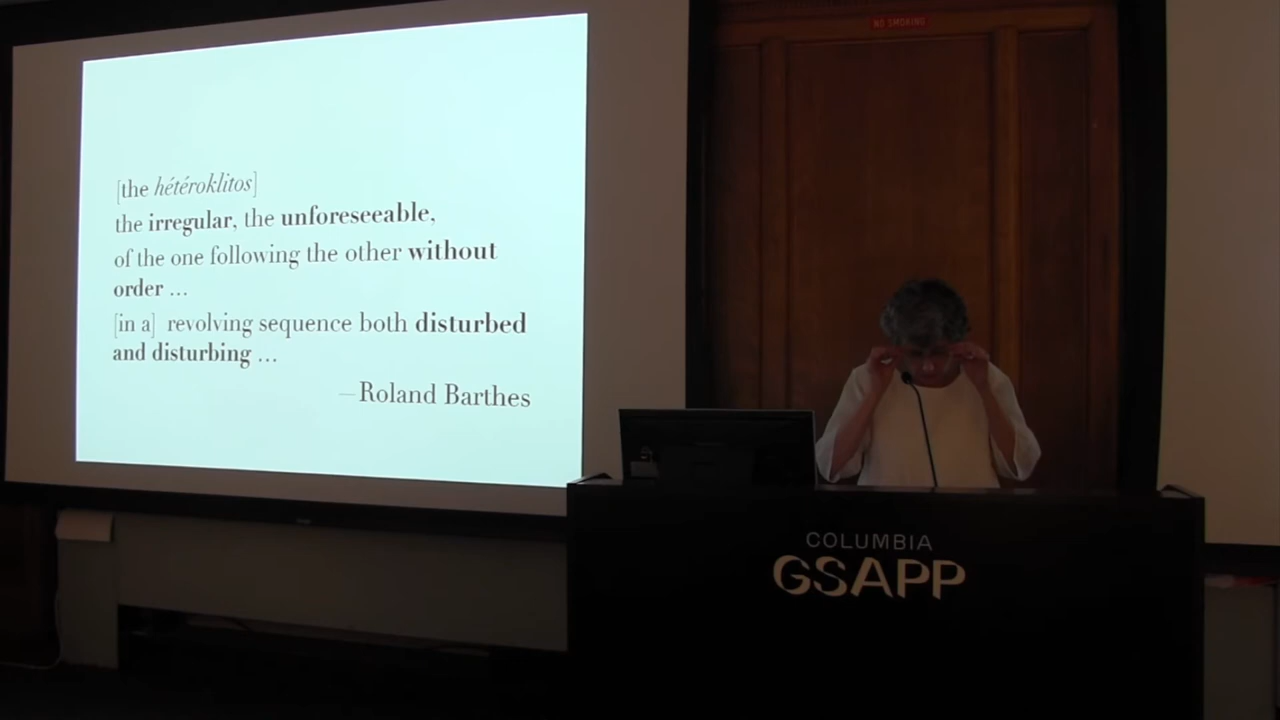 [the hétéroklitos]
the irregular, the unforeseeable,
of the one following the other without
order ...
[in a] revolving sequence both disturbed
and disturbing ...
—Roland Barthes
NO SMOKING
COLUMBIA
GSAPP